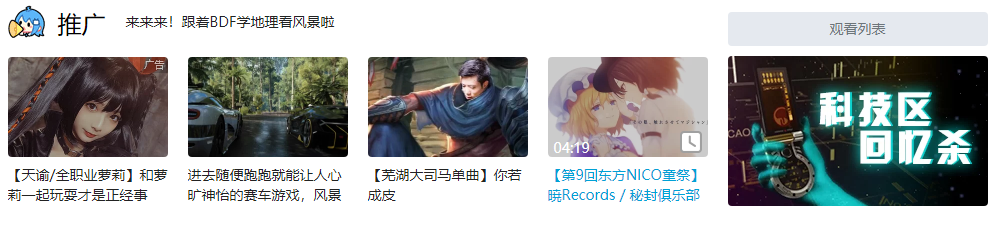 推广
来来来！跟着BDF学地理看风景啦
观看列表
广告
04:19
科技区
回忆杀
【天谕/全职业萝莉】和萝
莉一起玩耍才是正经事
进去随便跑跑就能让人心
旷神怡的赛车游戏，风景
【芜湖大司马单曲】你若
成皮
【第9回东方NICO童祭】
暁Records / 秘封俱乐部